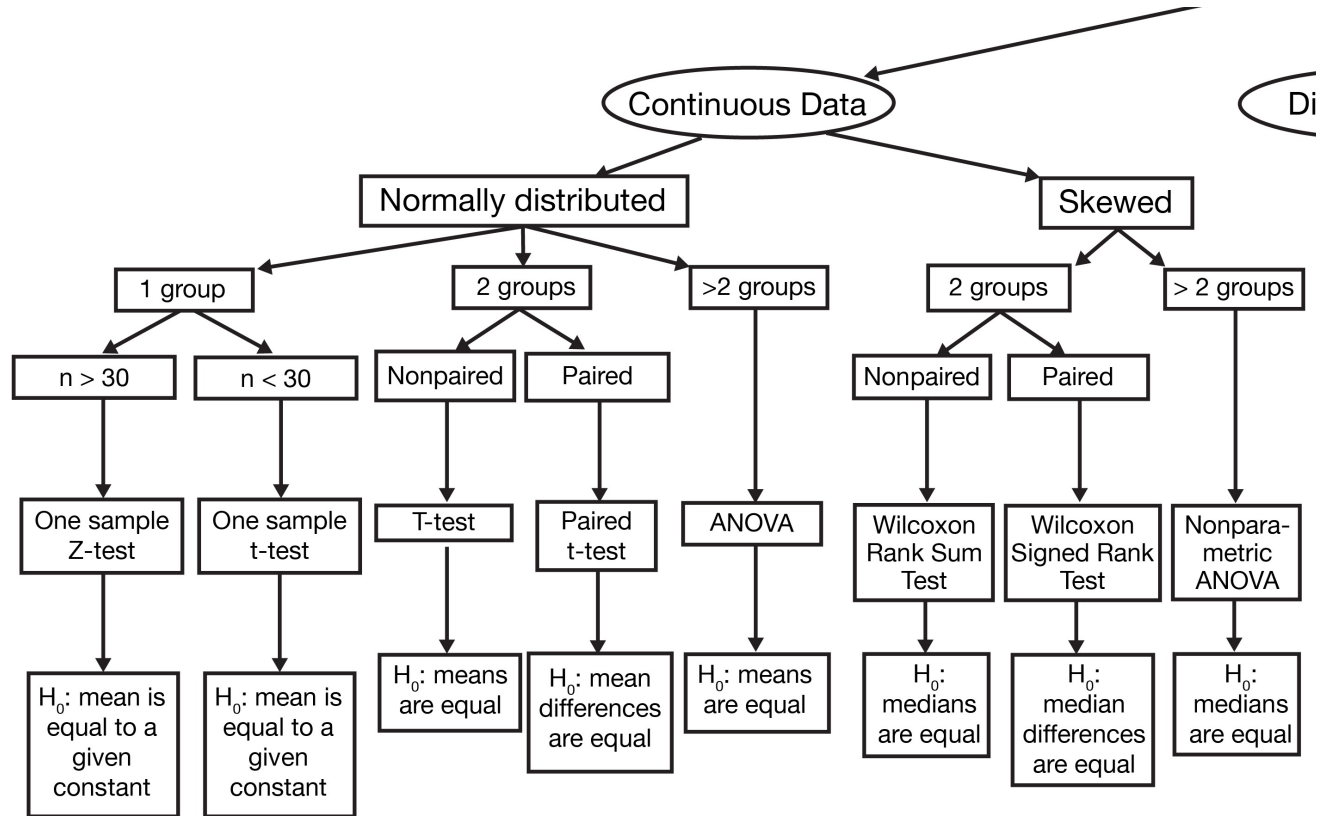 Continuous Data
Di
Normally distributed
Skewed
1 group
2 groups
>2 groups
2 groups
> 2 groups
n > 30
n < 30
Nonpaired
Paired
Nonpaired
Paired
One sample
Z-test
One sample
t-test
T-test
Paired
t-test
ANOVA
Wilcoxon
Rank Sum
Test
Wilcoxon
Signed Rank
Test
Nonpara-
metric
ANOVA
H₀: mean is
equal to a
given
constant
H₀: mean is
equal to a
given
constant
H₀: means
are equal
H₀: mean
differences
are equal
H₀: means
are equal
H₀:
medians
are equal
H₀:
median
differences
are equal
H₀:
medians
are equal